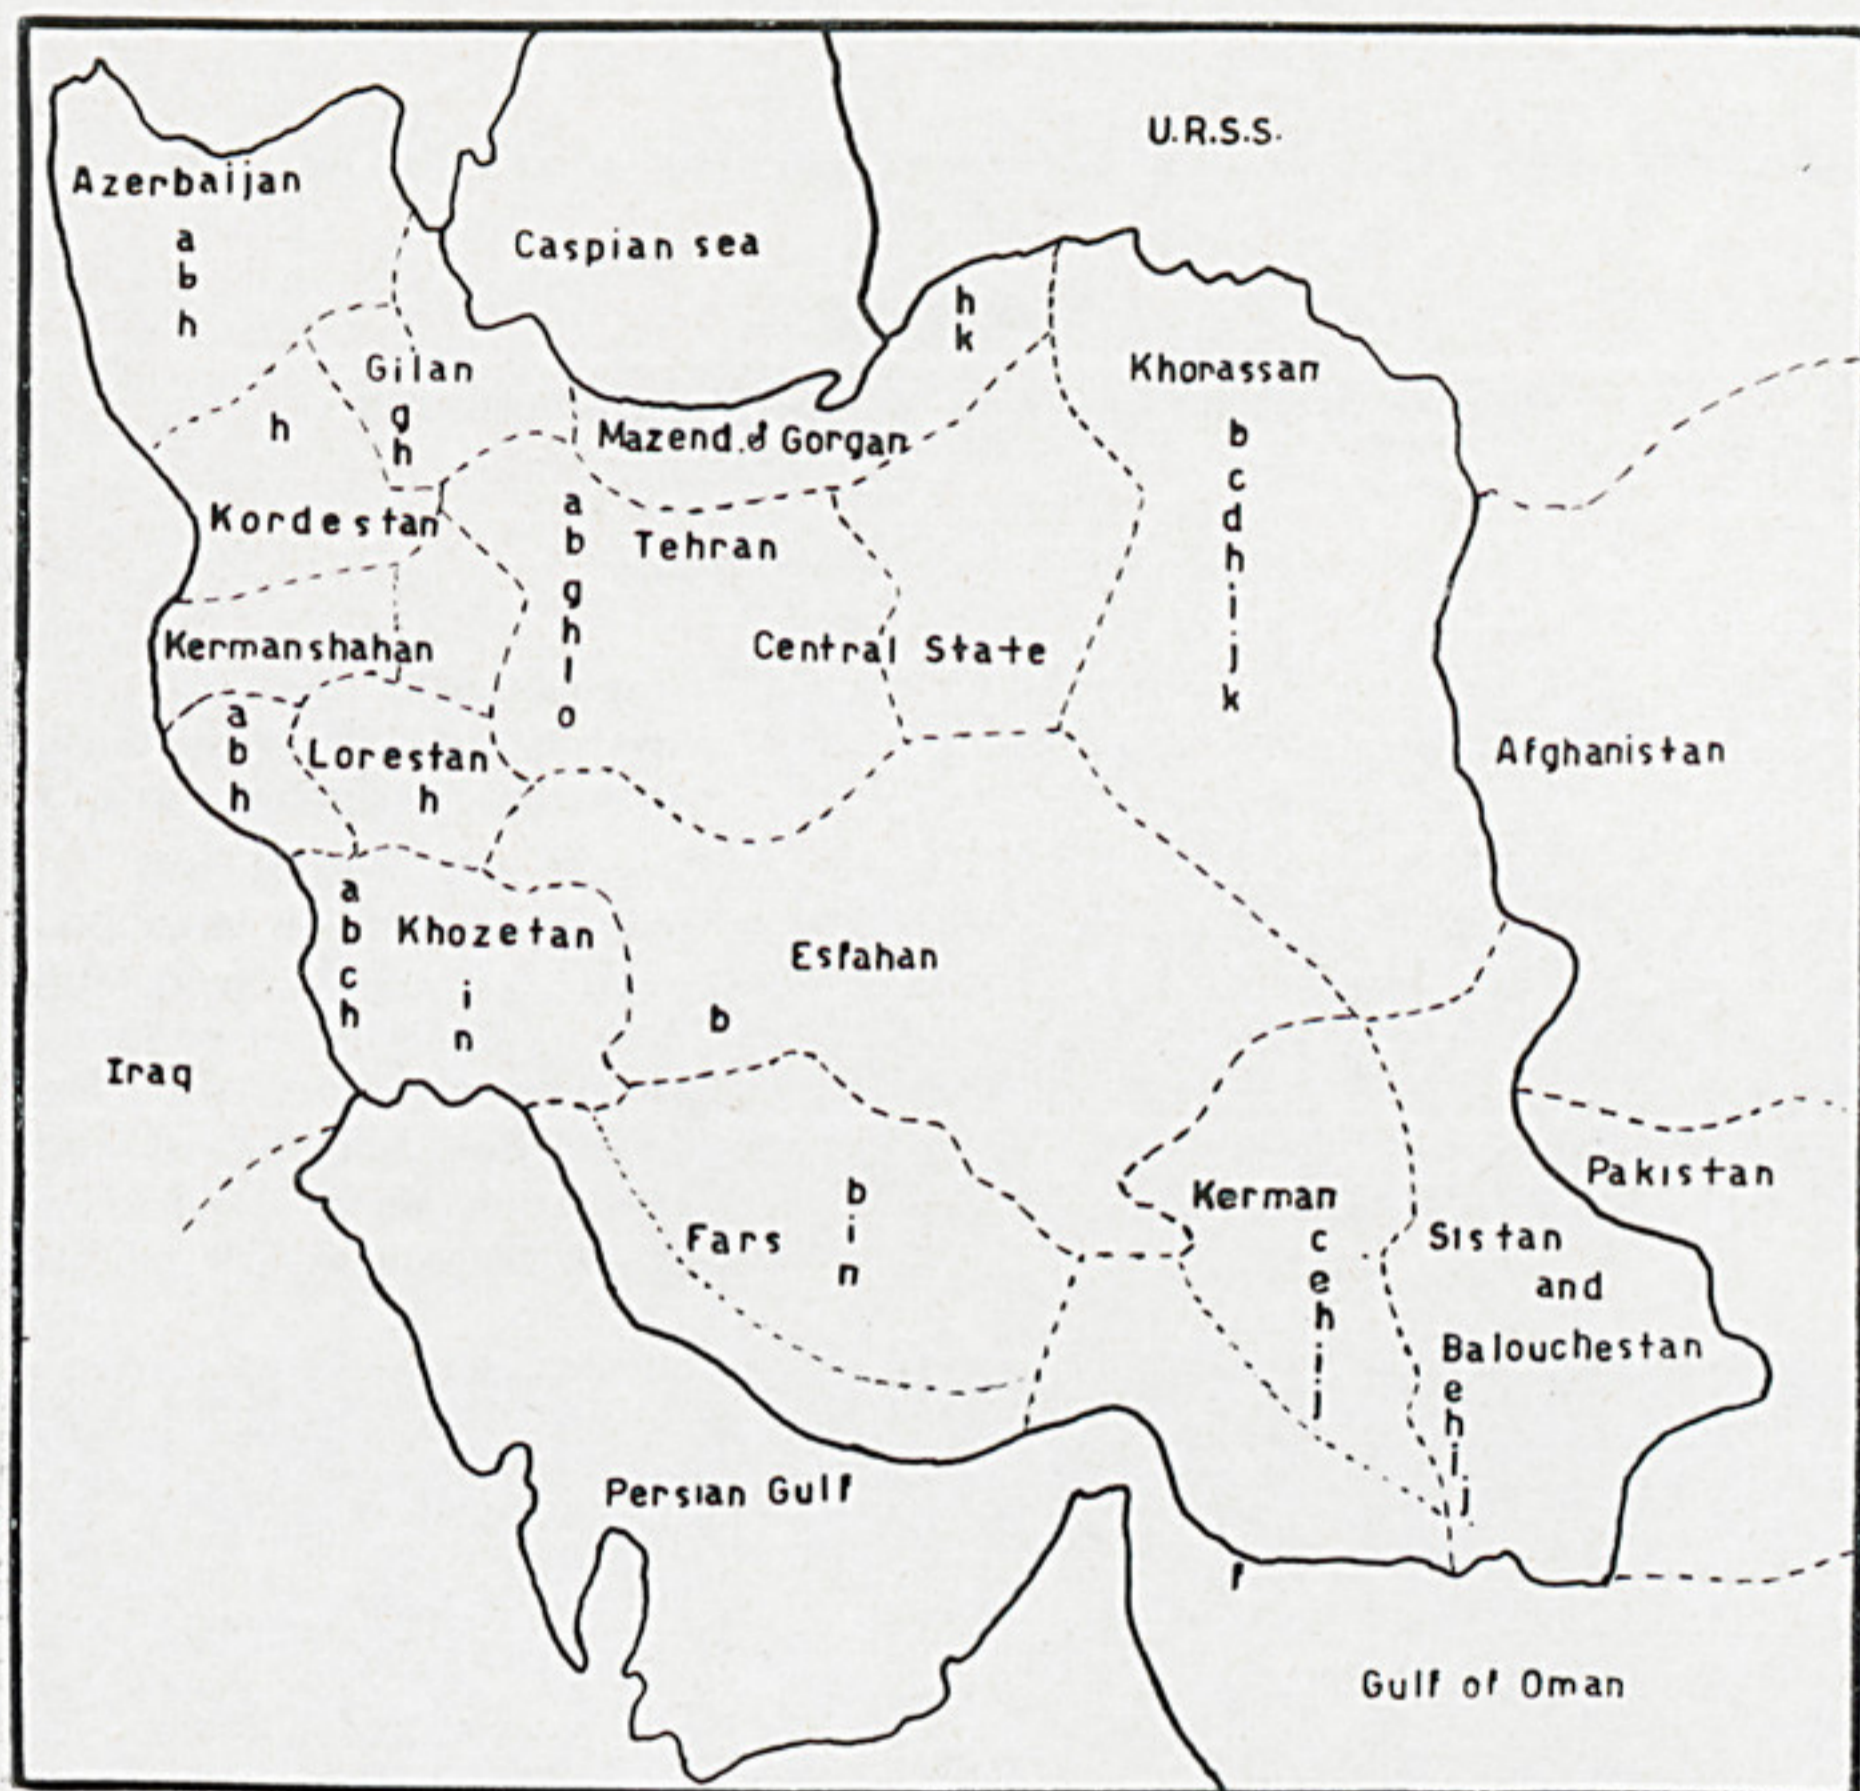 U.R.S.S.
Azerbaijan
a
b
h
Caspian sea
h
k
Gilan
g
h
Khorassan
b
c
d
h
i
j
k
h
Mazend. & Gorgan
Kordestan
a
b
g
h
l
o
Tehran
Kermanshahan
Central State
a
b
h
Lorestan
h
Afghanistan
a
b
c
h
Khozetan
i
n
Esfahan
b
Iraq
Pakistan
Fars
b
i
n
Kerman
c
e
h
i
j
Sistan
and
Balouchestan
e
h
i
j
Persian Gulf
f
Gulf of Oman